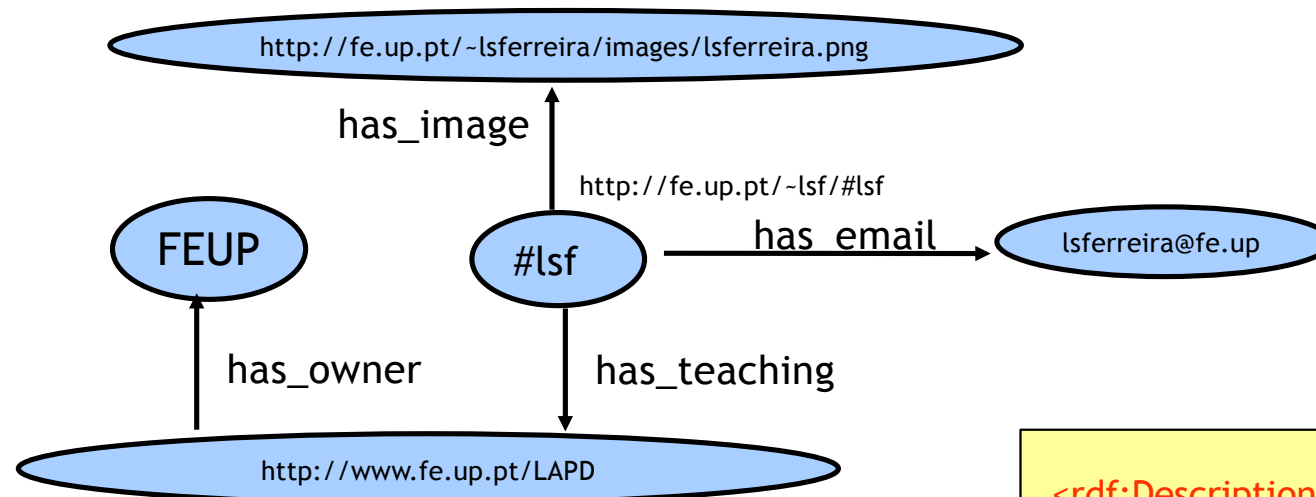 http://fe.up.pt/~lsferreira/images/lsferreira.png
has_image
http://fe.up.pt/~lsf/#lsf
FEUP
#lsf
has_email
lsferreira@fe.up
has_owner
has_teaching
http://www.fe.up.pt/LAPD
<rdf:Description